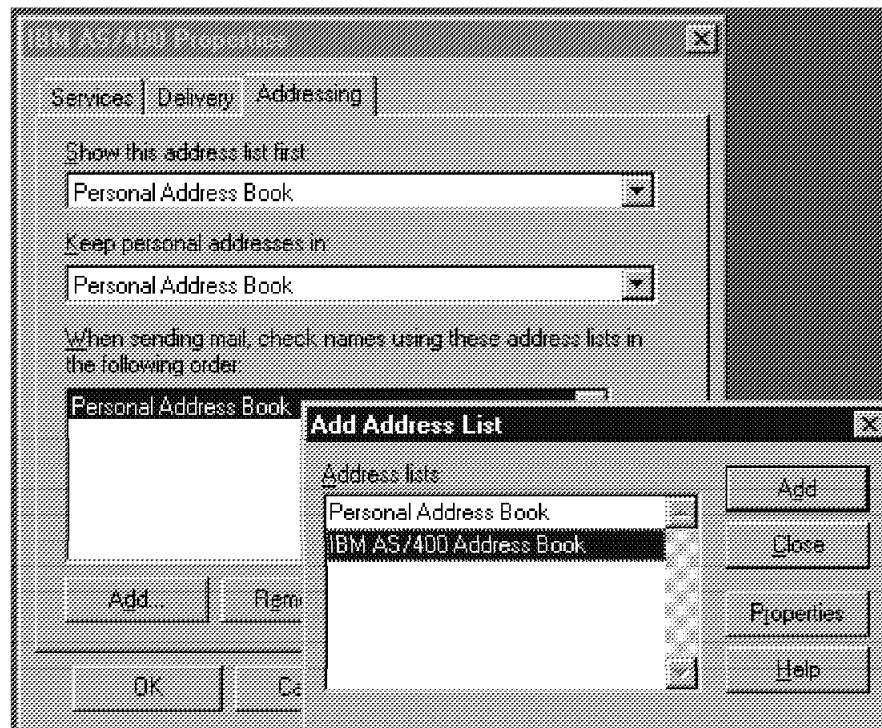 IBM AS/400 Properties
Services Delivery Addressing
Show this address list first:
Personal Address Book
Keep personal addresses in:
Personal Address Book
When sending mail, check names using these address lists in
the following order:
Personal Address Book
Add... Remo
OK Ca
Add Address List
Address lists
Personal Address Book
IBM AS/400 Address Book
Add
Close
Properties
Help